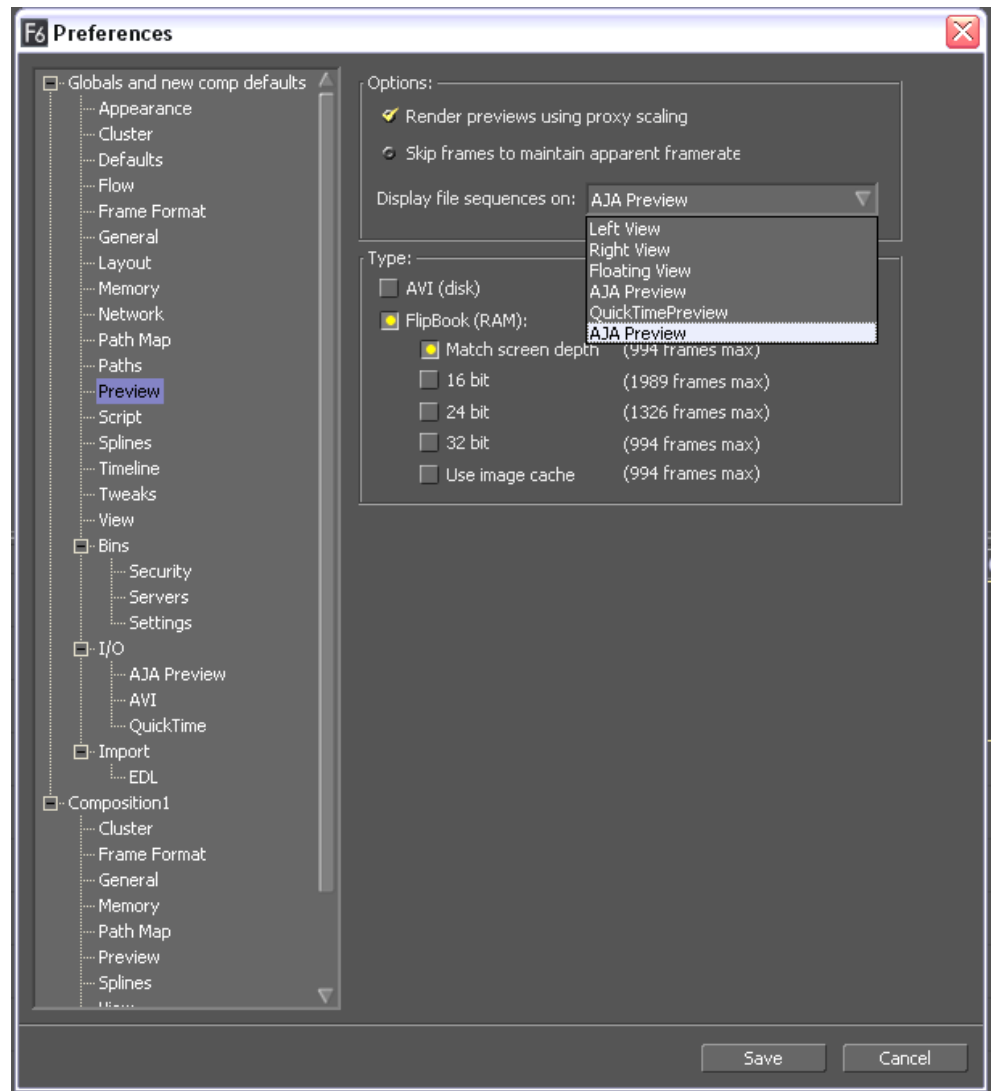 F6 Preferences
Globals and new comp defaults
Appearance
Cluster
Defaults
Flow
Frame Format
General
Layout
Memory
Network
Path Map
Paths
Preview
Script
Splines
Timeline
Tweaks
View
Bins
Security
Servers
Settings
I/O
AJA Preview
AVI
QuickTime
Import
EDL
Composition1
Cluster
Frame Format
General
Memory
Path Map
Preview
Splines
Options:
Render previews using proxy scaling
Skip frames to maintain apparent framerate
Display file sequences on: AJA Preview
Left View
Right View
Floating View
AJA Preview
QuickTimePreview
AJA Preview
Type:
AVI (disk)
FlipBook (RAM):
Match screen depth (994 frames max)
16 bit (1989 frames max)
24 bit (1326 frames max)
32 bit (994 frames max)
Use image cache (994 frames max)
Save Cancel